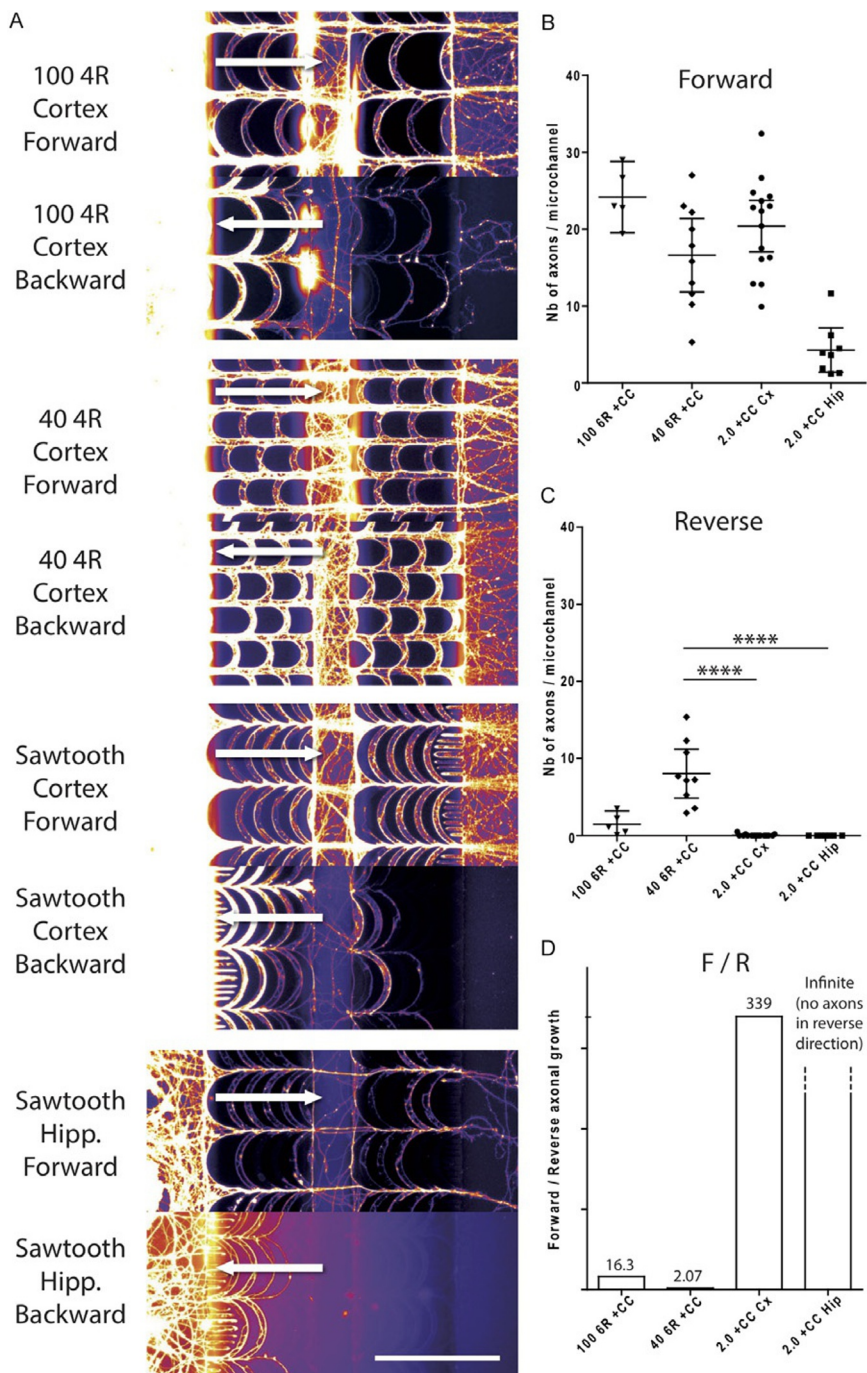 A
100 4R
Cortex
Forward
100 4R
Cortex
Backward
40 4R
Cortex
Forward
40 4R
Cortex
Backward
Sawtooth
Cortex
Forward
Sawtooth
Cortex
Backward
Sawtooth
Hipp.
Forward
Sawtooth
Hipp.
Backward
B
Forward
Nb of axons / microchannel
40
30
20
10
0
100 6R +CC
40 6R +CC
2.0 +CC Cx
2.0 +CC Hip
C
Reverse
Nb of axons / microchannel
40
30
20
10
0
****
****
100 6R +CC
40 6R +CC
2.0 +CC Cx
2.0 +CC Hip
D
F / R
Forward / Reverse axonal growth
16.3
2.07
339
Infinite
(no axons
in reverse
direction)
100 6R +CC
40 6R +CC
2.0 +CC Cx
2.0 +CC Hip